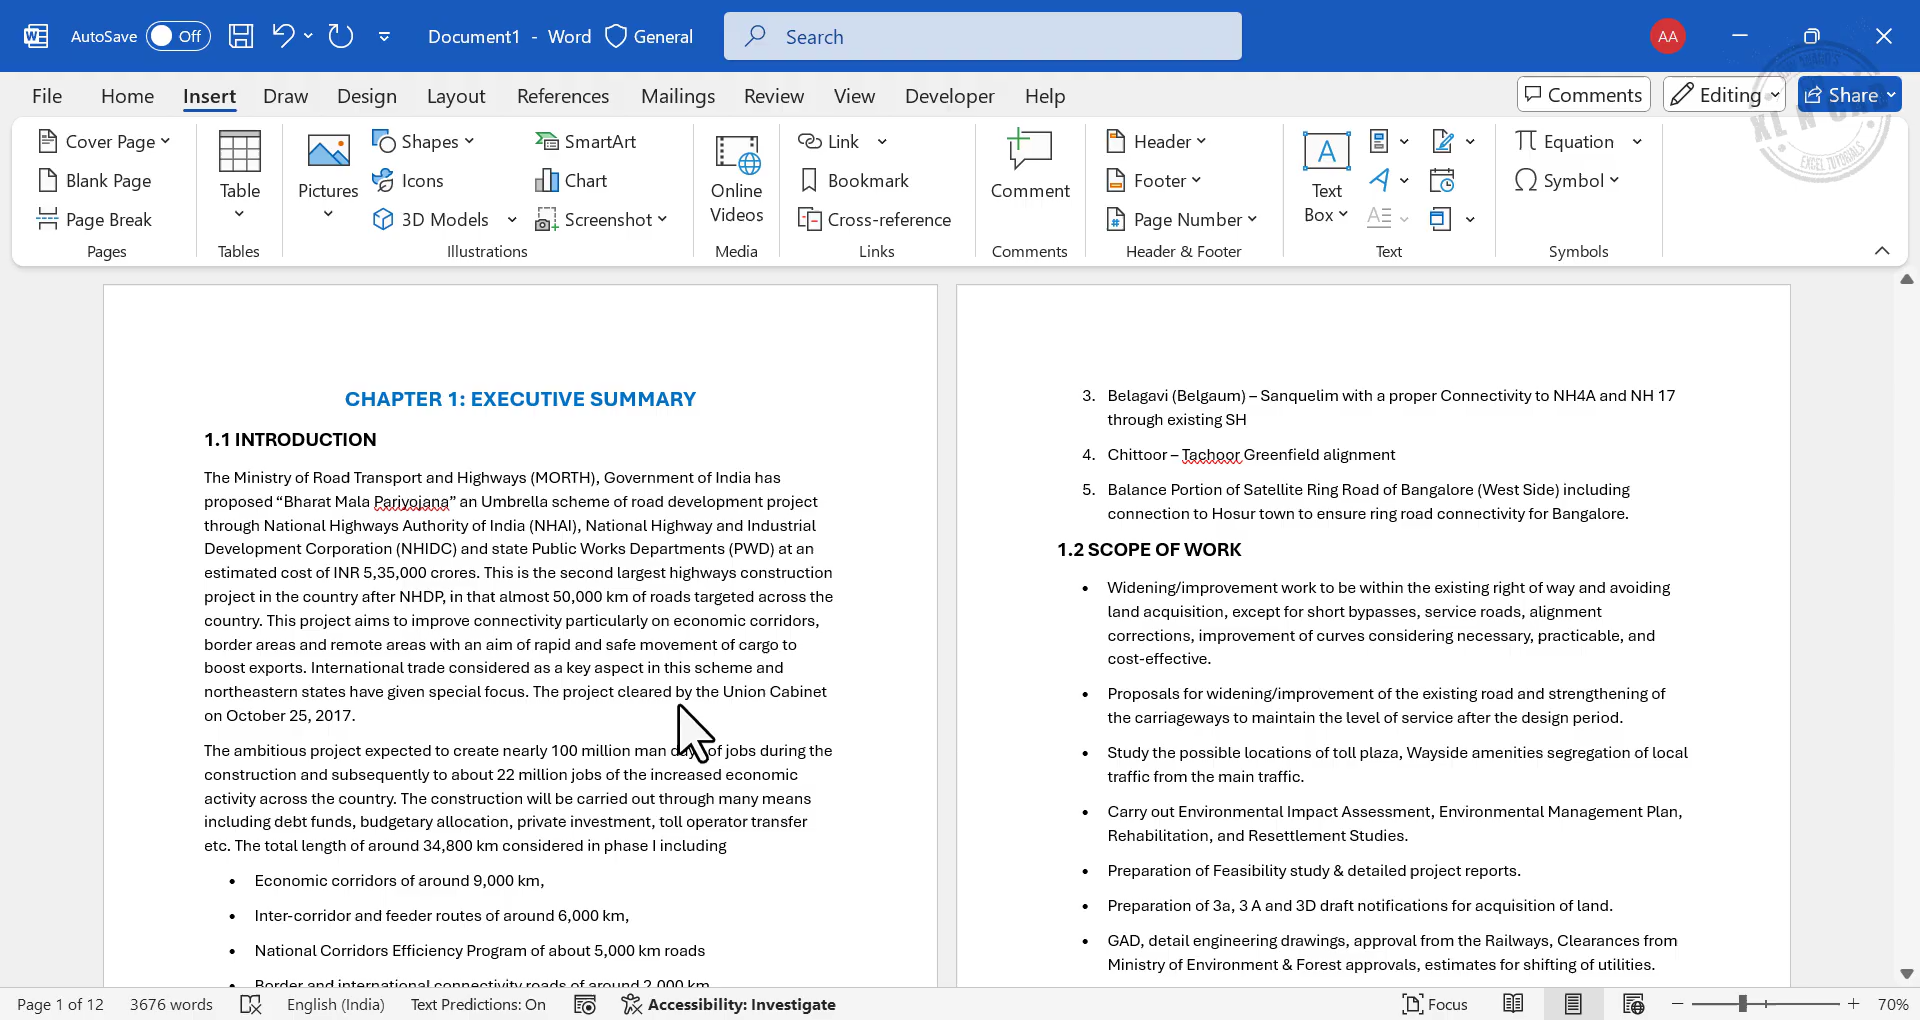 AutoSave Off Document1 - Word General Search AA
File Home Insert Draw Design Layout References Mailings Review View Developer Help Comments Editing Share
Cover Page
Blank Page
Page Break
Pages
Table
Tables
Pictures
Shapes
Icons
3D Models
SmartArt
Chart
Screenshot
Illustrations
Online
Videos
Media
Link
Bookmark
Cross-reference
Links
Comment
Comments
Header
Footer
Page Number
Header & Footer
Text
Box
Text
Equation
Symbol
Symbols
XL N CAD
EXCEL TUTORIALS
CHAPTER 1: EXECUTIVE SUMMARY
1.1 INTRODUCTION
The Ministry of Road Transport and Highways (MORTH), Government of India has
proposed “Bharat Mala Pariyojana” an Umbrella scheme of road development project
through National Highways Authority of India (NHAI), National Highway and Industrial
Development Corporation (NHIDC) and state Public Works Departments (PWD) at an
estimated cost of INR 5,35,000 crores. This is the second largest highways construction
project in the country after NHDP, in that almost 50,000 km of roads targeted across the
country. This project aims to improve connectivity particularly on economic corridors,
border areas and remote areas with an aim of rapid and safe movement of cargo to
boost exports. International trade considered as a key aspect in this scheme and
northeastern states have given special focus. The project cleared by the Union Cabinet
on October 25, 2017.
The ambitious project expected to create nearly 100 million man days of jobs during the
construction and subsequently to about 22 million jobs of the increased economic
activity across the country. The construction will be carried out through many means
including debt funds, budgetary allocation, private investment, toll operator transfer
etc. The total length of around 34,800 km considered in phase I including
• Economic corridors of around 9,000 km,
• Inter-corridor and feeder routes of around 6,000 km,
• National Corridors Efficiency Program of about 5,000 km roads
• Border and international connectivity roads of around 2,000 km
3. Belagavi (Belgaum) – Sanquelim with a proper Connectivity to NH4A and NH 17
through existing SH
4. Chittoor – Tachoor Greenfield alignment
5. Balance Portion of Satellite Ring Road of Bangalore (West Side) including
connection to Hosur town to ensure ring road connectivity for Bangalore.
1.2 SCOPE OF WORK
• Widening/improvement work to be within the existing right of way and avoiding
land acquisition, except for short bypasses, service roads, alignment
corrections, improvement of curves considering necessary, practicable, and
cost-effective.
• Proposals for widening/improvement of the existing road and strengthening of
the carriageways to maintain the level of service after the design period.
• Study the possible locations of toll plaza, Wayside amenities segregation of local
traffic from the main traffic.
• Carry out Environmental Impact Assessment, Environmental Management Plan,
Rehabilitation, and Resettlement Studies.
• Preparation of Feasibility study & detailed project reports.
• Preparation of 3a, 3 A and 3D draft notifications for acquisition of land.
• GAD, detail engineering drawings, approval from the Railways, Clearances from
Ministry of Environment & Forest approvals, estimates for shifting of utilities.
Page 1 of 12 3676 words English (India) Text Predictions: On Accessibility: Investigate Focus 70%